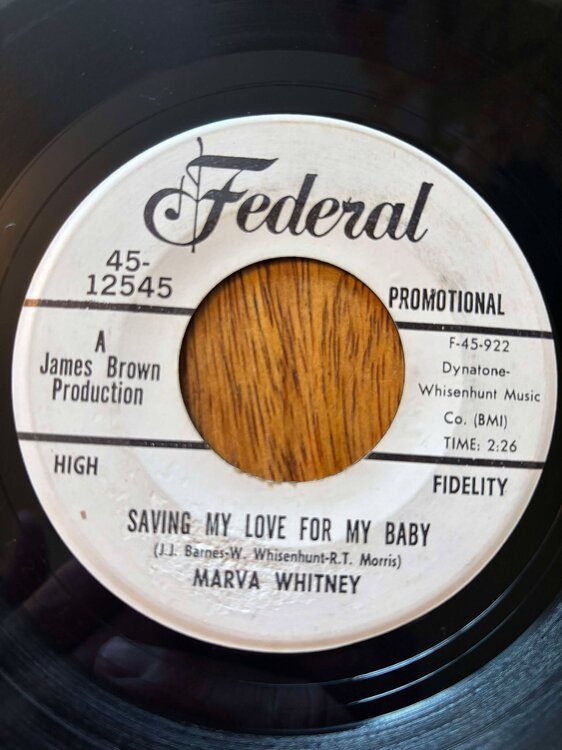 Federal
45-
12545
PROMOTIONAL
A
James Brown
Production
F-45-922
Dynatone-
Whisenhunt Music
Co. (BMI)
TIME: 2:26
HIGH
FIDELITY
SAVING MY LOVE FOR MY BABY
(J.J. Barnes-W. Whisenhunt-R.T. Morris)
MARVA WHITNEY